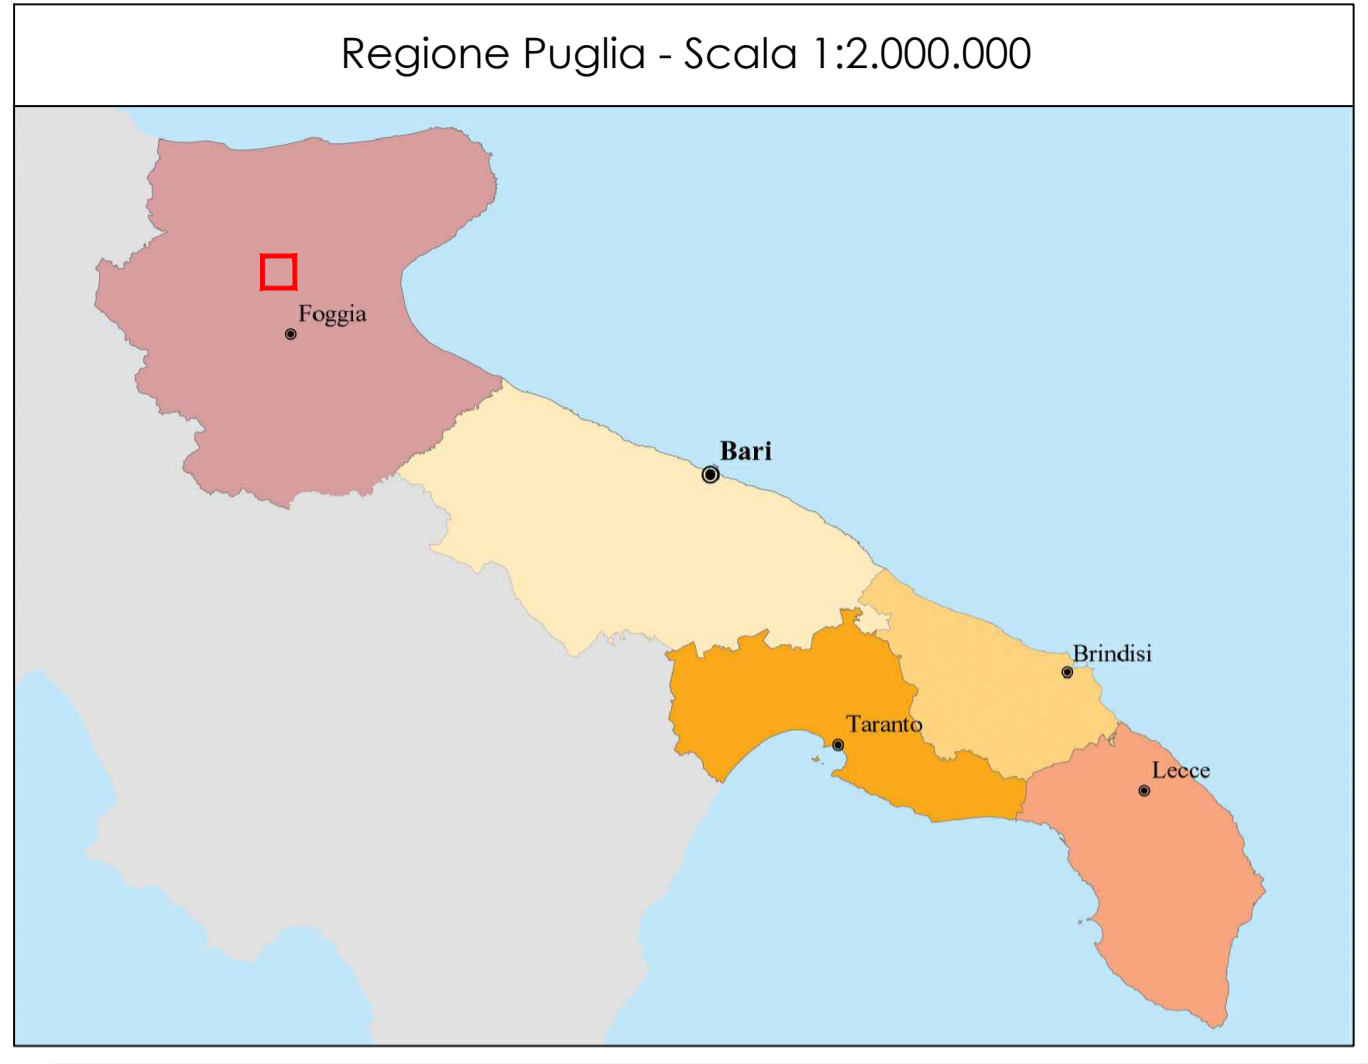 Regione Puglia - Scala 1:2.000.000
Foggia
Bari
Brindisi
Taranto
Lecce